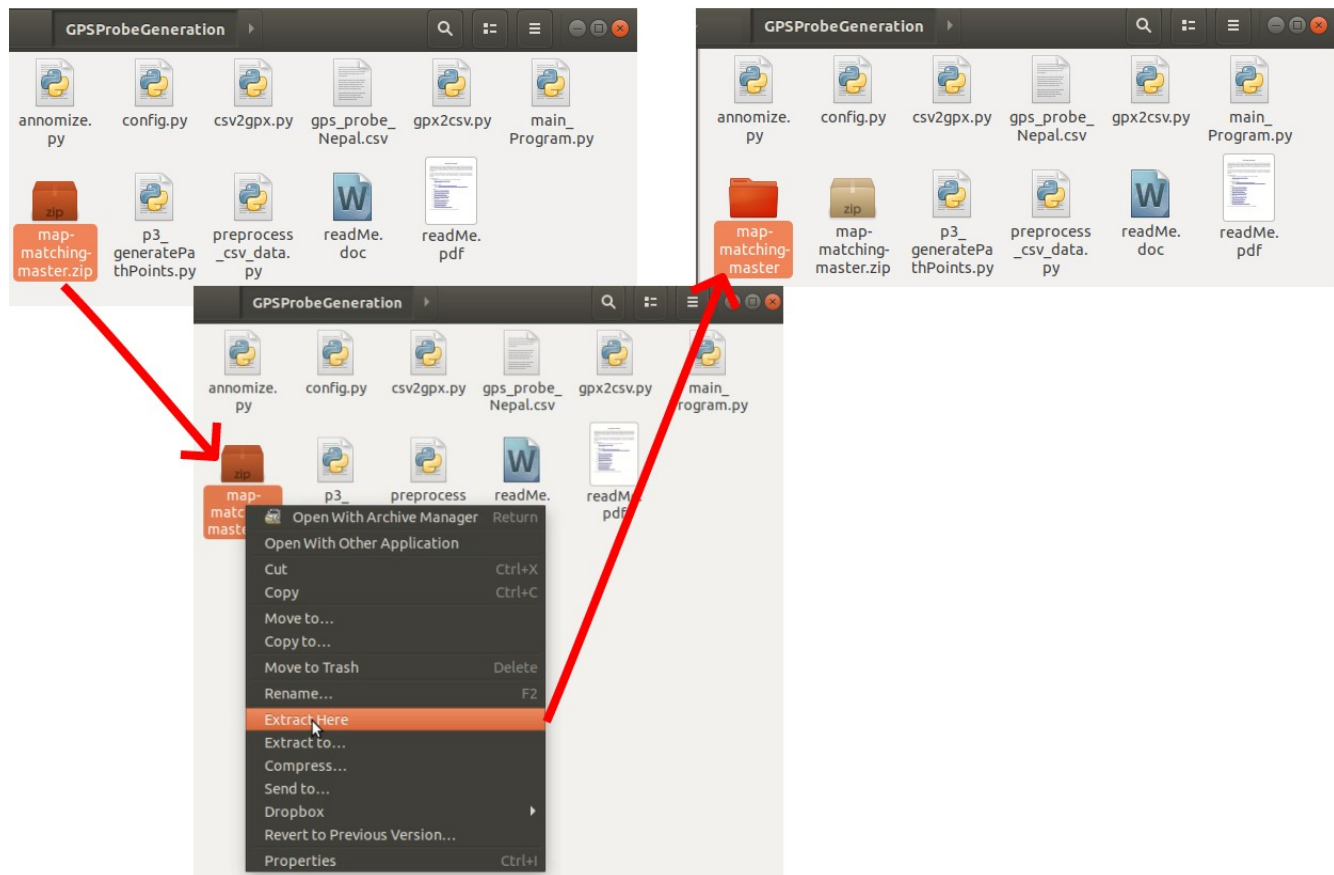 GPSProbeGeneration
annomize.
py
config.py
csv2gpx.py
gps_probe_
Nepal.csv
gpx2csv.py
main_
Program.py
zip
map-
matching-
master.zip
p3_
generatePa
thPoints.py
preprocess
_csv_data.
py
W
readMe.
doc
readMe.
pdf
GPSProbeGeneration
annomize.
py
config.py
csv2gpx.py
gps_probe_
Nepal.csv
gpx2csv.py
main_
Program.py
map-
matching-
master
zip
map-
matching-
master.zip
p3_
generatePa
thPoints.py
preprocess
_csv_data.
py
W
readMe.
doc
readMe.
pdf
GPSProbeGeneration
annomize.
py
config.py
csv2gpx.py
gps_probe_
Nepal.csv
gpx2csv.py
main_
rogram.py
zip
map-
matc
maste
p3_
preprocess
W
readMe.
readMe.
pdf
Open With Archive Manager Return
Open With Other Application
Cut Ctrl+X
Copy Ctrl+C
Move to...
Copy to...
Move to Trash Delete
Rename... F2
Extract Here
Extract to...
Compress...
Send to...
Dropbox
Revert to Previous Version...
Properties Ctrl+I